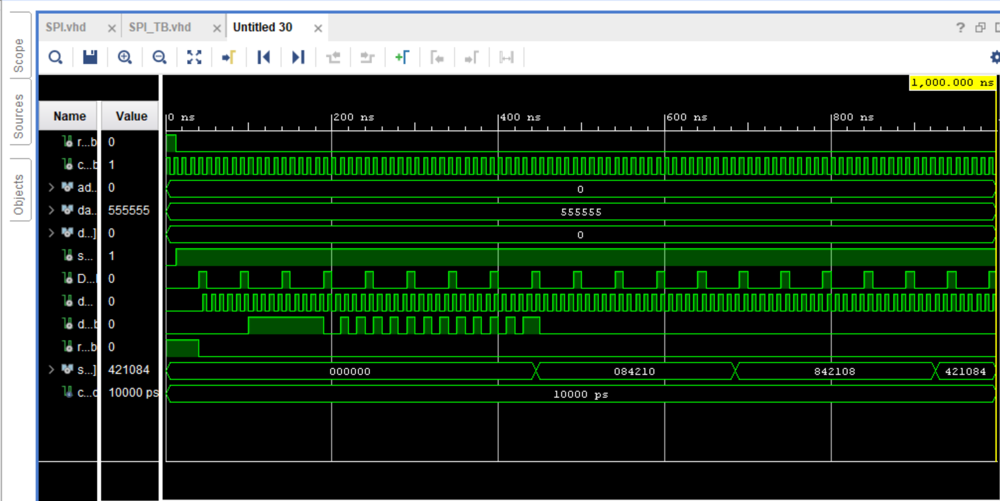 SPI.vhd × SPI_TB.vhd × Untitled 30 ×
?
Scope
Sources
Objects
1,000.000 ns
Name Value
0 ns 200 ns 400 ns 600 ns 800 ns
r...b 0
c...t 1
ad.. 0 0
da.. 555555 555555
d...] 0 0
s... 1
D... 0
d... 0
d...t 0
r...b 0
s...] 421084 000000 084210 842108 421084
c...d 10000 ps 10000 ps